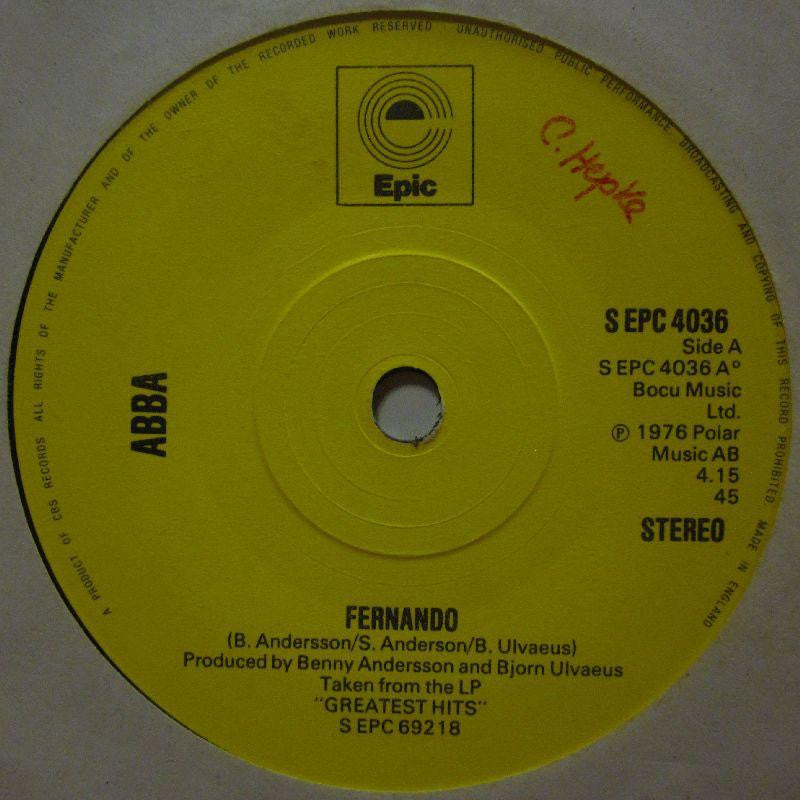 A PRODUCT OF CBS RECORDS ALL RIGHTS OF THE MANUFACTURER AND OF THE OWNER OF THE RECORDED WORK RESERVED · UNAUTHORISED PUBLIC PERFORMANCE BROADCASTING AND COPYING OF THIS RECORD PROHIBITED. MADE IN ENGLAND
Epic
C. Hepke
ABBA
S EPC 4036
Side A
S EPC 4036 Aº
Bocu Music
Ltd.
℗ 1976 Polar
Music AB
4.15
45
STEREO
FERNANDO
(B. Andersson/S. Anderson/B. Ulvaeus)
Produced by Benny Andersson and Bjorn Ulvaeus
Taken from the LP
"GREATEST HITS"
S EPC 69218